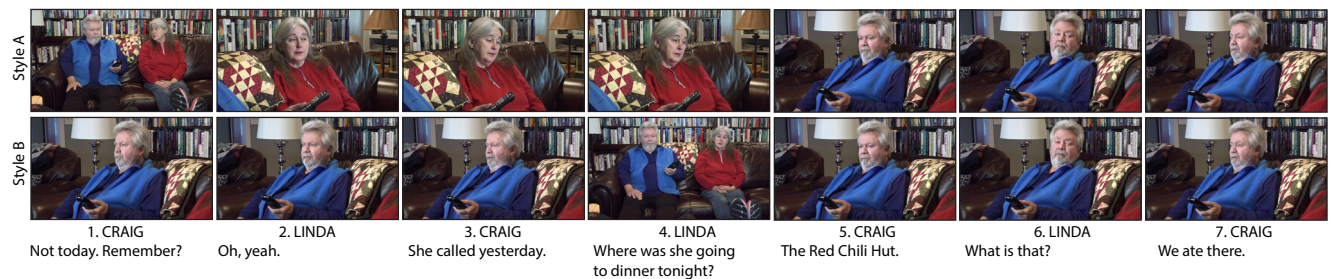 Style A
Style B
1. CRAIG
Not today. Remember?
2. LINDA
Oh, yeah.
3. CRAIG
She called yesterday.
4. LINDA
Where was she going
to dinner tonight?
5. CRAIG
The Red Chili Hut.
6. LINDA
What is that?
7. CRAIG
We ate there.